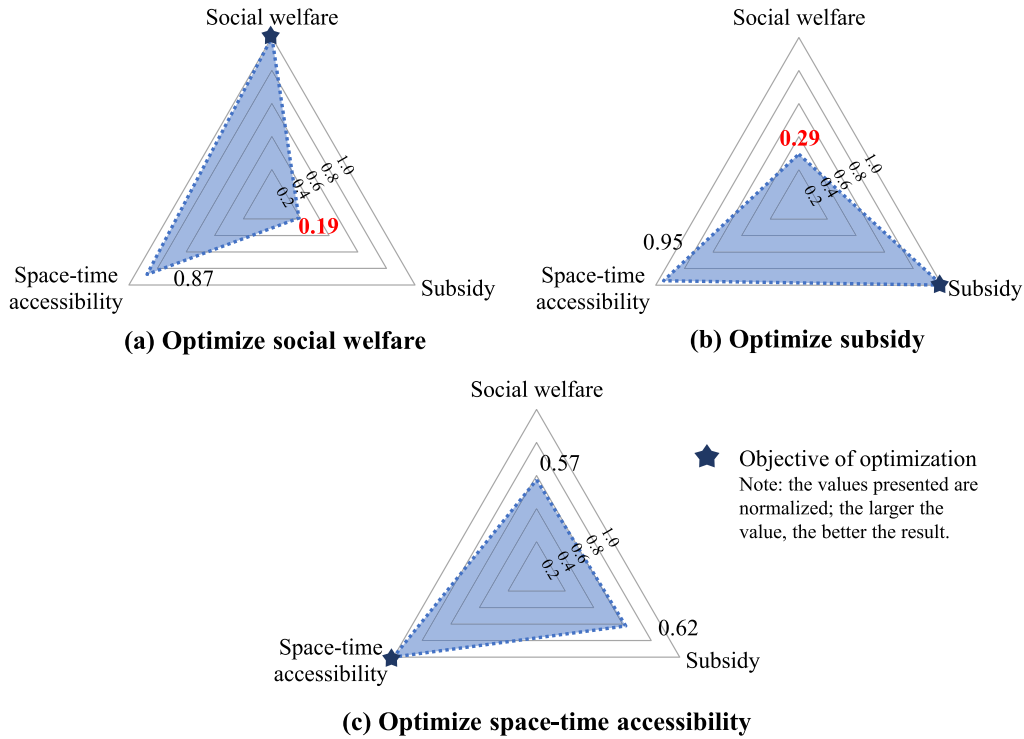 Social welfare
0.2
0.4
0.6
0.8
1.0
0.19
0.87
Space-time
accessibility
Subsidy
(a) Optimize social welfare
Social welfare
0.29
0.2
0.4
0.6
0.8
1.0
0.95
Space-time
accessibility
Subsidy
(b) Optimize subsidy
Social welfare
0.57
0.2
0.4
0.6
0.8
1.0
0.62
Space-time
accessibility
Subsidy
(c) Optimize space-time accessibility
Objective of optimization
Note: the values presented are
normalized; the larger the
value, the better the result.